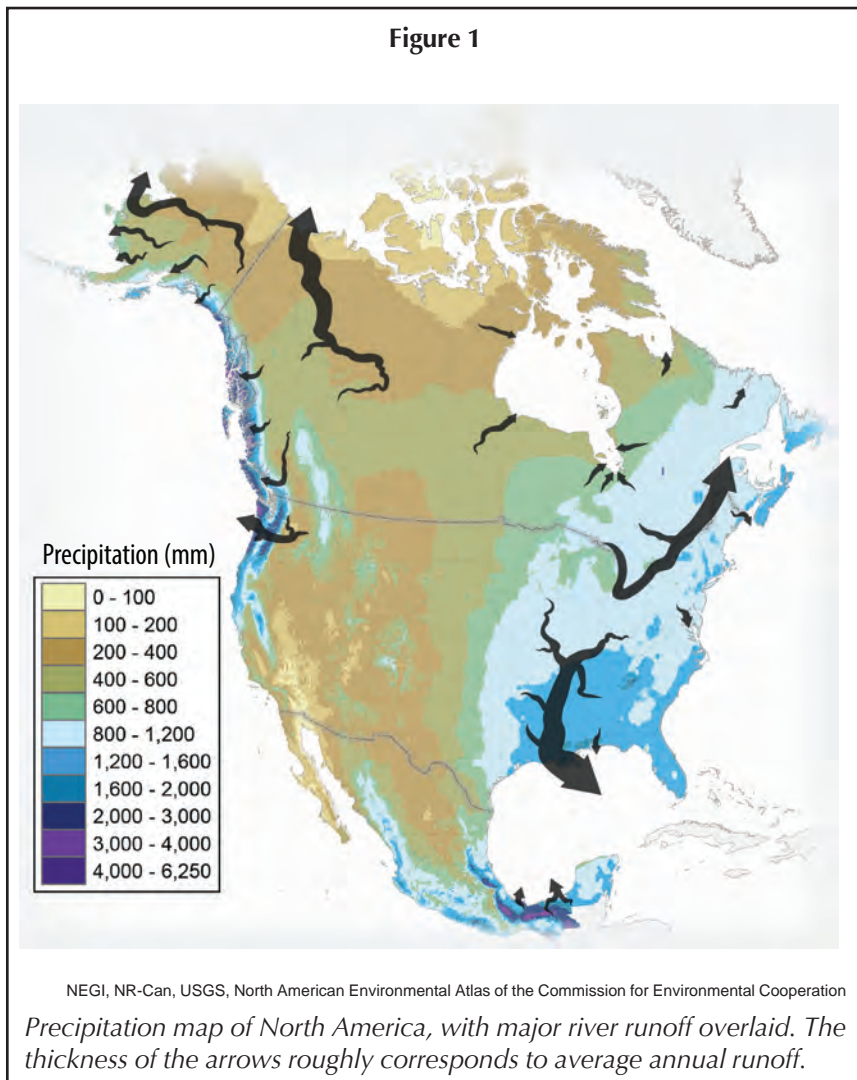 Figure 1
Precipitation (mm)
0 - 100
100 - 200
200 - 400
400 - 600
600 - 800
800 - 1,200
1,200 - 1,600
1,600 - 2,000
2,000 - 3,000
3,000 - 4,000
4,000 - 6,250
NEGI, NR-Can, USGS, North American Environmental Atlas of the Commission for Environmental Cooperation
Precipitation map of North America, with major river runoff overlaid. The
thickness of the arrows roughly corresponds to average annual runoff.